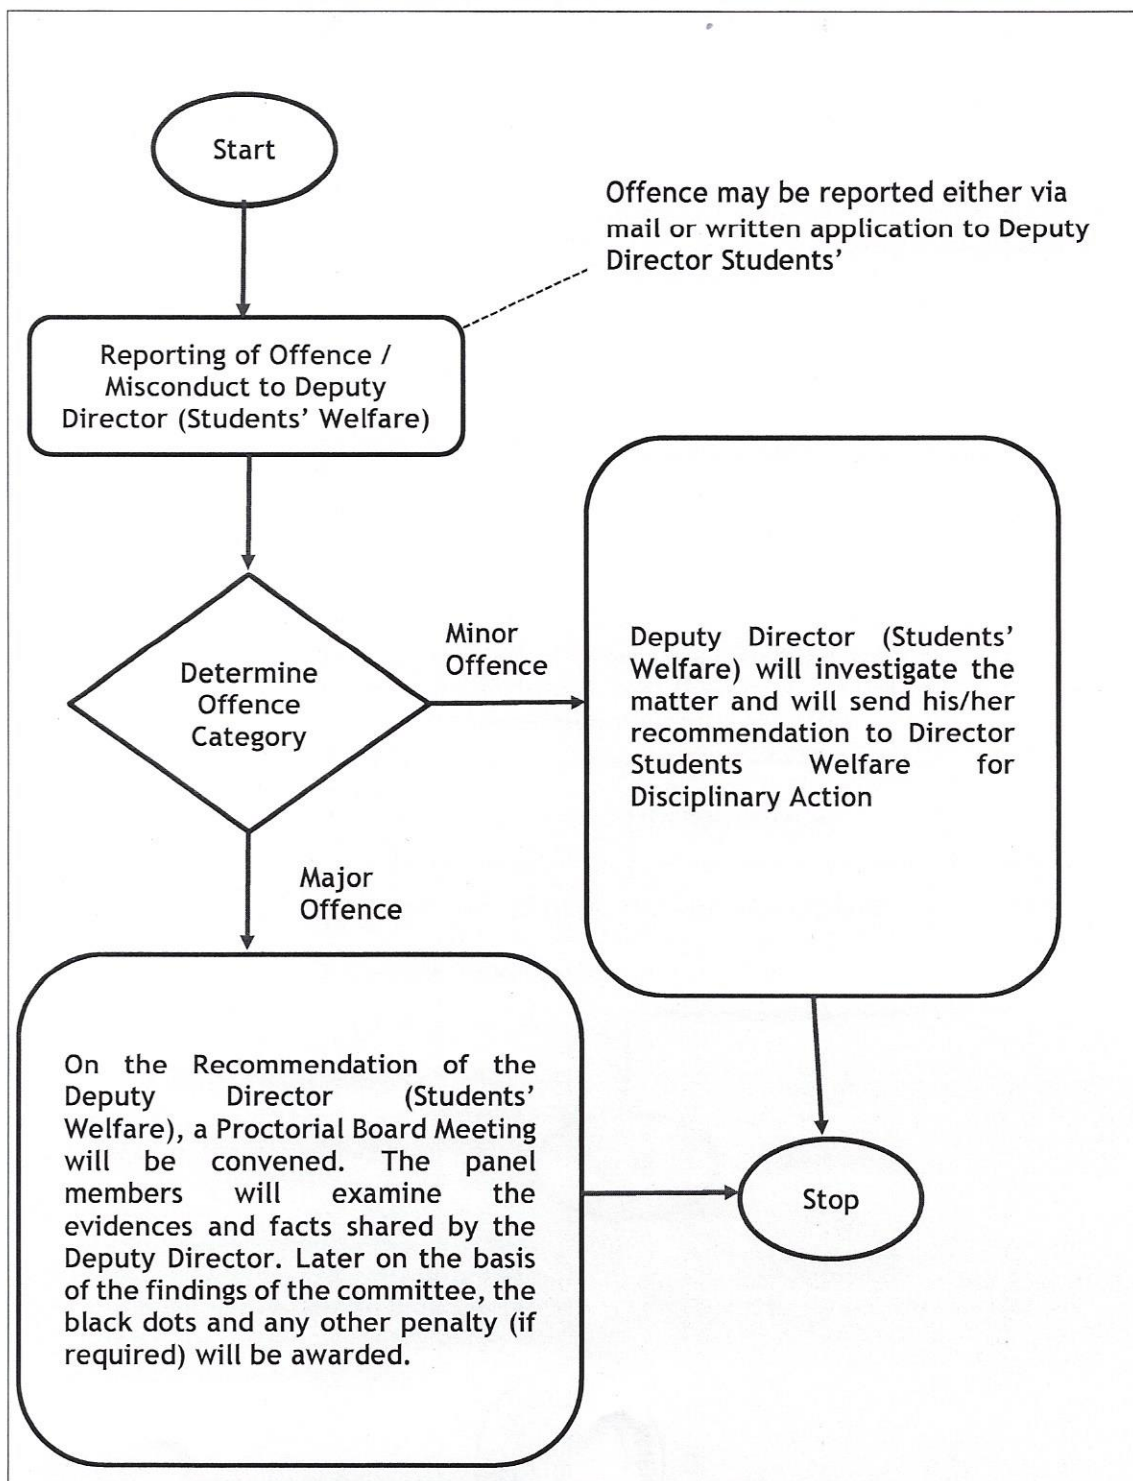 Start
Offence may be reported either via
mail or written application to Deputy
Director Students’
Reporting of Offence /
Misconduct to Deputy
Director (Students’ Welfare)
Determine
Offence
Category
Minor
Offence
Deputy Director (Students’
Welfare) will investigate the
matter and will send his/her
recommendation to Director
Students Welfare for
Disciplinary Action
Major
Offence
On the Recommendation of the
Deputy Director (Students’
Welfare), a Proctorial Board Meeting
will be convened. The panel
members will examine the
evidences and facts shared by the
Deputy Director. Later on the basis
of the findings of the committee, the
black dots and any other penalty (if
required) will be awarded.
Stop